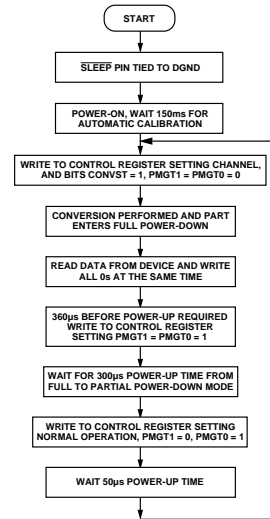 START
SLEEP PIN TIED TO DGND
POWER-ON, WAIT 150ms FOR
AUTOMATIC CALIBRATION
WRITE TO CONTROL REGISTER SETTING CHANNEL,
AND BITS CONVST = 1, PMGT1 = PMGT0 = 0
CONVERSION PERFORMED AND PART
ENTERS FULL POWER-DOWN
READ DATA FROM DEVICE AND WRITE
ALL 0s AT THE SAME TIME
360µs BEFORE POWER-UP REQUIRED
WRITE TO CONTROL REGISTER
SETTING PMGT1 = PMGT0 = 1
WAIT FOR 300µs POWER-UP TIME FROM
FULL TO PARTIAL POWER-DOWN MODE
WRITE TO CONTROL REGISTER SETTING
NORMAL OPERATION, PMGT1 = 0, PMGT0 = 1
WAIT 50µs POWER-UP TIME